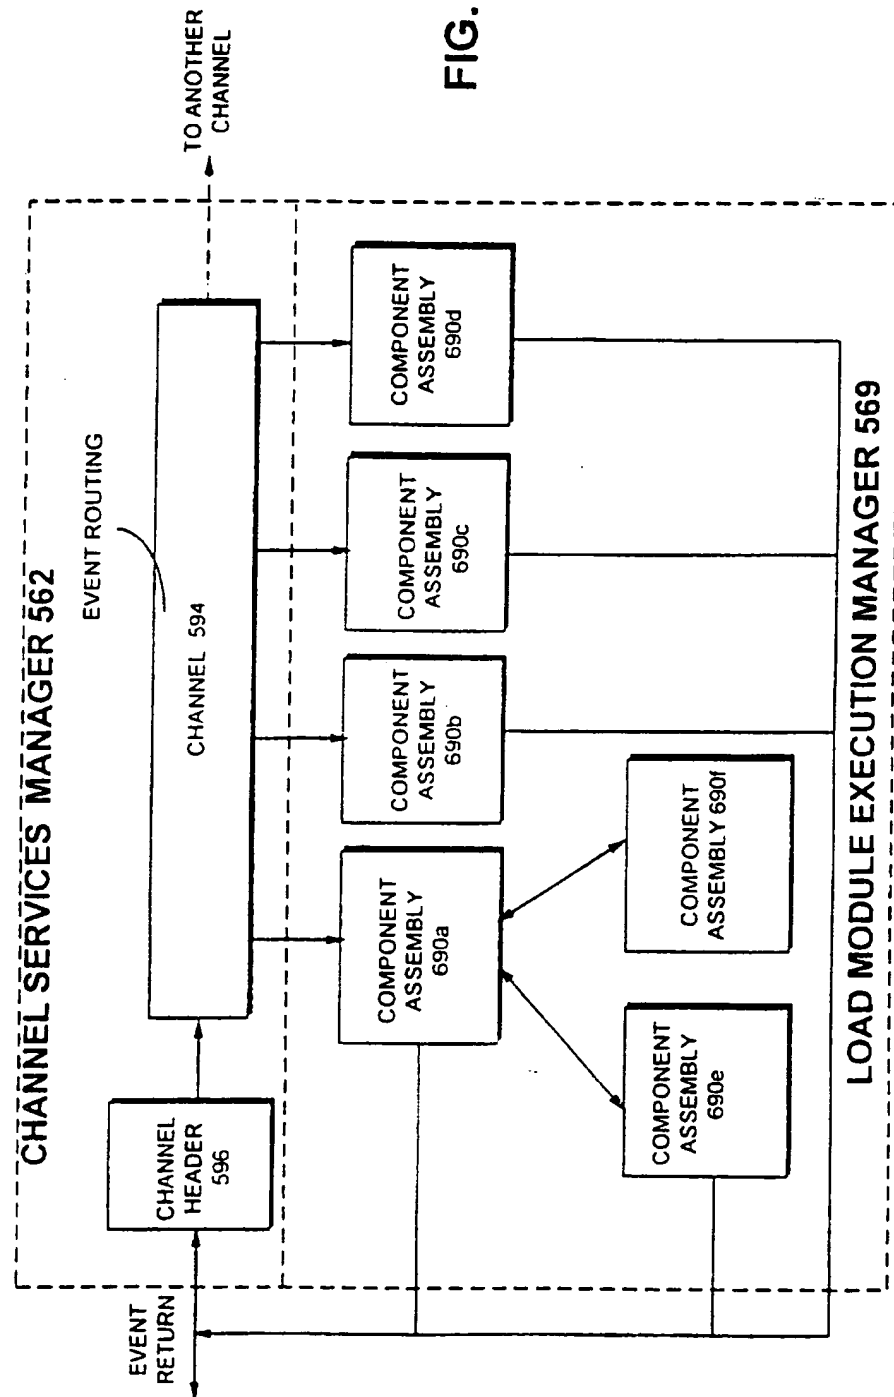 CHANNEL SERVICES MANAGER 562
EVENT ROUTING
TO ANOTHER
CHANNEL
FIG.
EVENT
RETURN
CHANNEL
HEADER
596
CHANNEL 594
COMPONENT
ASSEMBLY
690a
COMPONENT
ASSEMBLY
690b
COMPONENT
ASSEMBLY
690c
COMPONENT
ASSEMBLY
690d
COMPONENT
ASSEMBLY
690e
COMPONENT
ASSEMBLY 690f
LOAD MODULE EXECUTION MANAGER 569